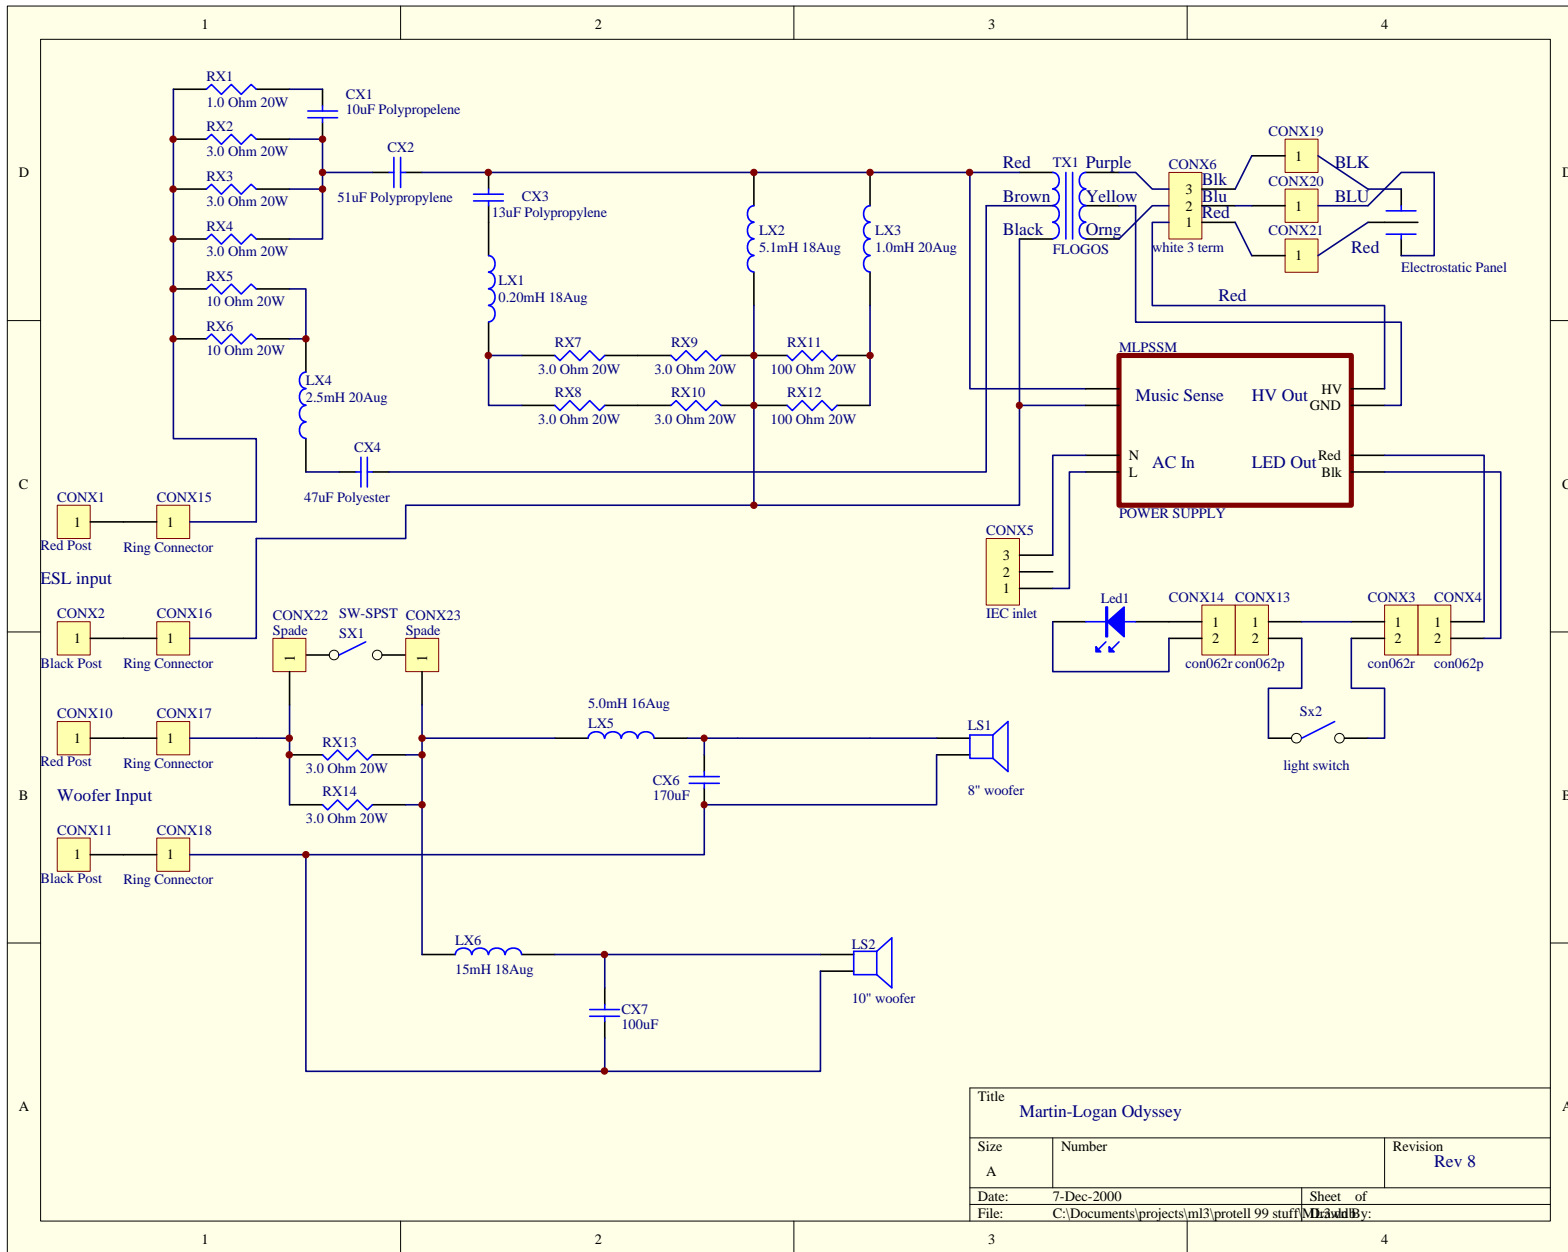 1 2 3 4
RX1
1.0 Ohm 20W
CX1
10uF Polypropelene
RX2
3.0 Ohm 20W
RX3
3.0 Ohm 20W
RX4
3.0 Ohm 20W
RX5
10 Ohm 20W
RX6
10 Ohm 20W
D
CX2
51uF Polypropylene
CX3
13uF Polypropylene
LX1
0.20mH 18Aug
LX2
5.1mH 18Aug
LX3
1.0mH 20Aug
LX4
2.5mH 20Aug
RX7
3.0 Ohm 20W
RX9
3.0 Ohm 20W
RX11
100 Ohm 20W
RX8
3.0 Ohm 20W
RX10
3.0 Ohm 20W
RX12
100 Ohm 20W
CX4
47uF Polyester
Red
Brown
Black
TX1
FLOGOS
Purple
Yellow
Orng
CONX6
Blk
3
Blu
2
Red
1
white 3 term
CONX19
1
BLK
CONX20
1
BLU
CONX21
1
Red
Electrostatic Panel
Red
D
MLPSSM
Music Sense
HV Out
HV
GND
N
L
AC In
LED Out
Red
Blk
POWER SUPPLY
C
CONX1
1
Red Post
CONX15
1
Ring Connector
ESL input
CONX2
1
Black Post
CONX16
1
Ring Connector
CONX22
Spade
1
SW-SPST
SX1
CONX23
Spade
1
CONX5
3
2
1
IEC inlet
Led1
CONX14
1
2
con062r
CONX13
1
2
con062p
CONX3
1
2
con062r
CONX4
1
2
con062p
C
Sx2
light switch
CONX10
1
Red Post
CONX17
1
Ring Connector
B
Woofer Input
CONX11
1
Black Post
CONX18
1
Ring Connector
RX13
3.0 Ohm 20W
RX14
3.0 Ohm 20W
5.0mH 16Aug
LX5
CX6
170uF
LS1
8" woofer
B
LX6
15mH 18Aug
CX7
100uF
LS2
10" woofer
A
A
Title
Martin-Logan Odyssey
Size
A
Number
Revision
Rev 8
Date:
7-Dec-2000
Sheet of
File:
C:\Documents\projects\ml3\protell 99 stuff\
By:
1 2 3 4